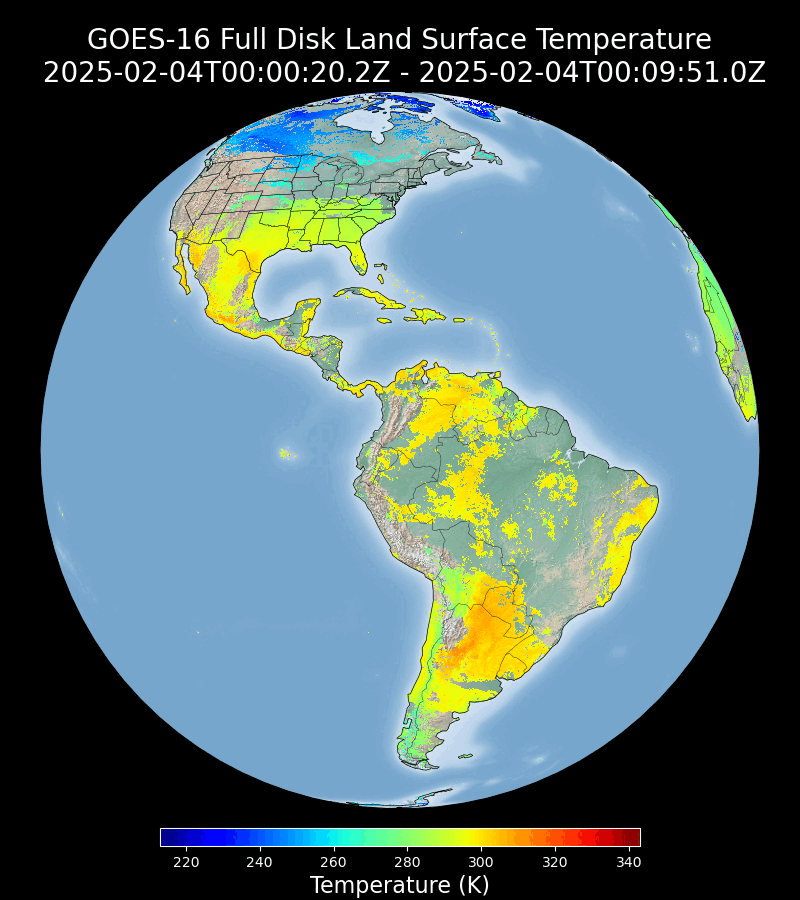 GOES-16 Full Disk Land Surface Temperature
2025-02-04T00:00:20.2Z - 2025-02-04T00:09:51.0Z
220 240 260 280 300 320 340
Temperature (K)